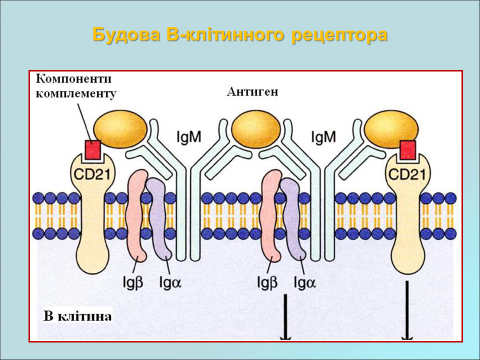 Будова В-клітинного рецептора
Компоненти
комплементу
Антиген
IgM
IgM
CD21
CD21
Igβ
Igα
Igβ
Igα
В клітина